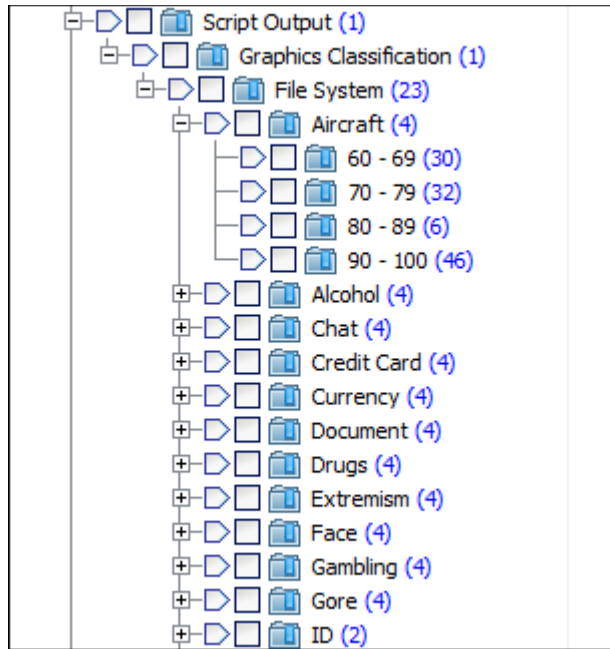 Script Output (1)
Graphics Classification (1)
File System (23)
Aircraft (4)
60 - 69 (30)
70 - 79 (32)
80 - 89 (6)
90 - 100 (46)
Alcohol (4)
Chat (4)
Credit Card (4)
Currency (4)
Document (4)
Drugs (4)
Extremism (4)
Face (4)
Gambling (4)
Gore (4)
ID (2)